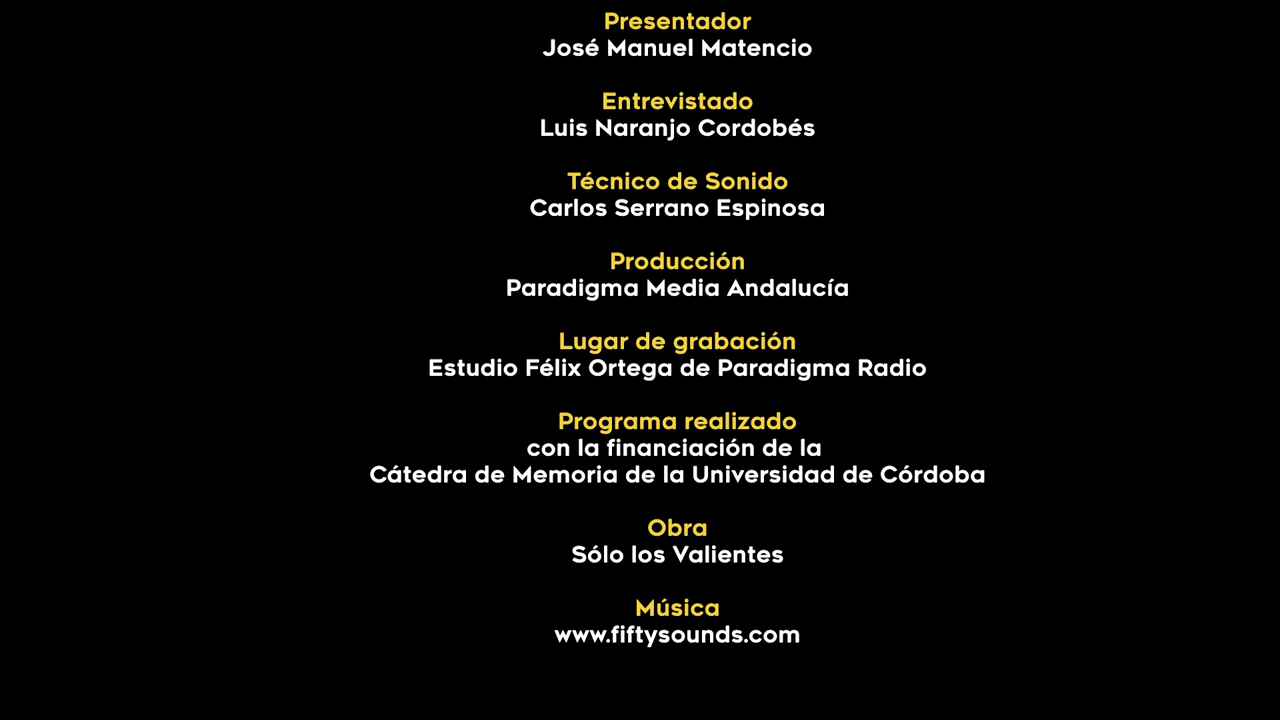 Presentador
José Manuel Matencio
Entrevistado
Luis Naranjo Cordobés
Técnico de Sonido
Carlos Serrano Espinosa
Producción
Paradigma Media Andalucía
Lugar de grabación
Estudio Félix Ortega de Paradigma Radio
Programa realizado
con la financiación de la
Cátedra de Memoria de la Universidad de Córdoba
Obra
Sólo los Valientes
Música
www.fiftysounds.com